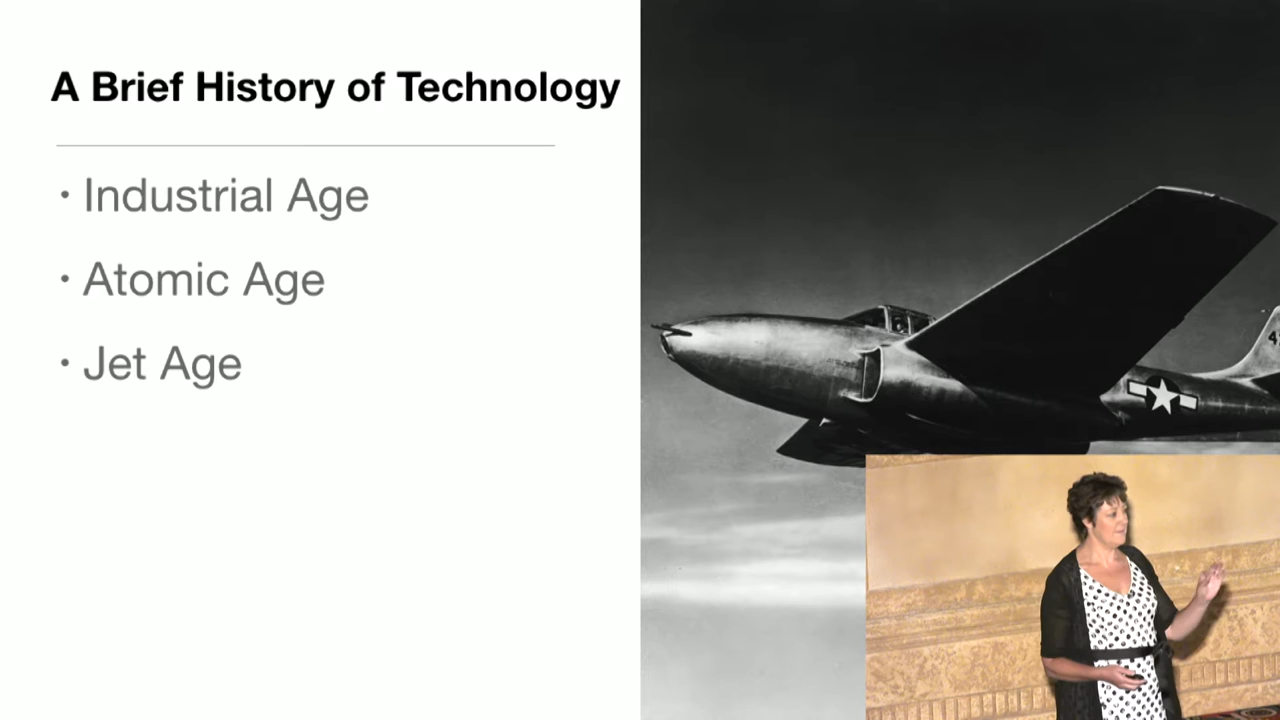 A Brief History of Technology
• Industrial Age
• Atomic Age
• Jet Age